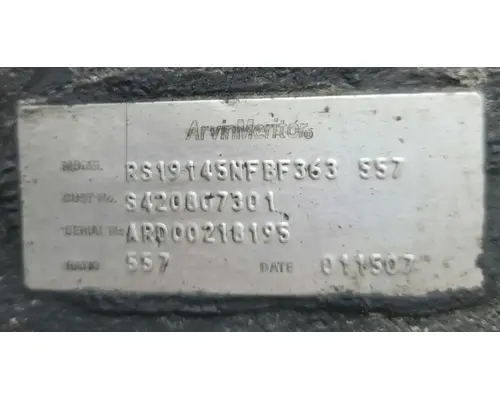 ArvinMeritor
MODEL RS19145NFBF363 557
CUST No. S420807301
SERIAL No ARD00218195
RATIO 557 DATE 011507